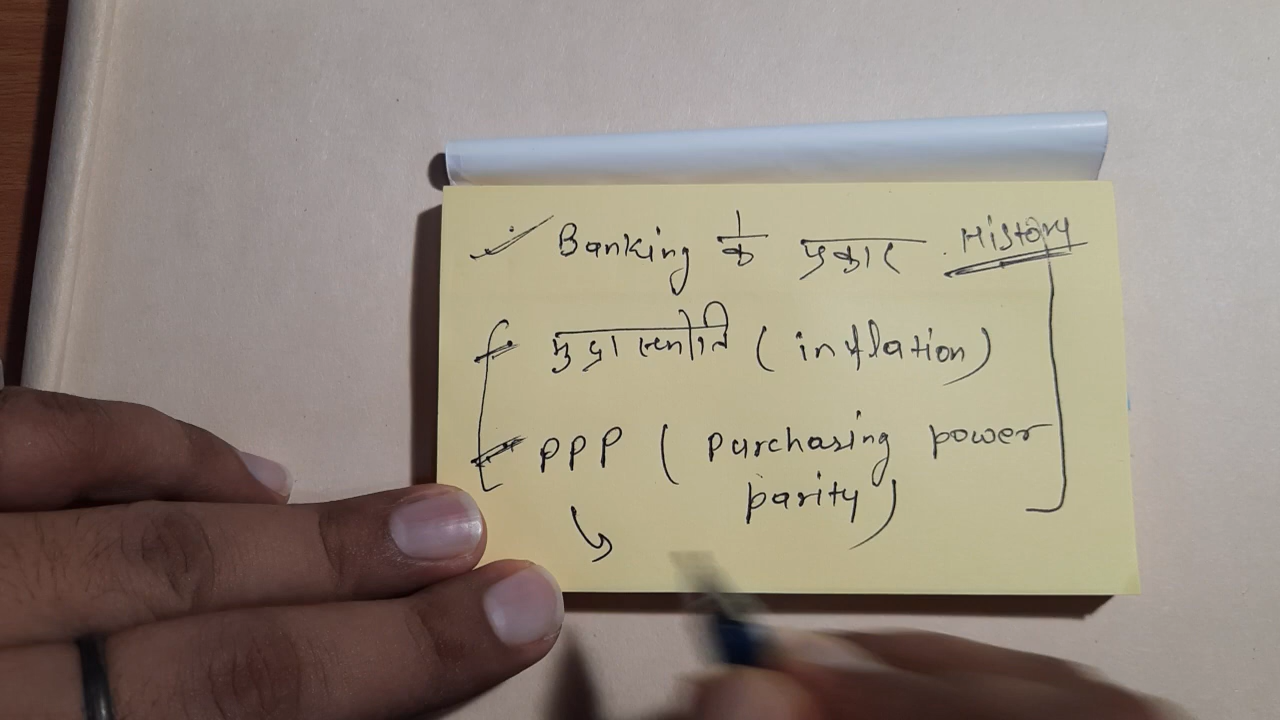 Banking के प्रकार History
मुद्रा स्फीति (inflation)
PPP (Purchasing power
parity)